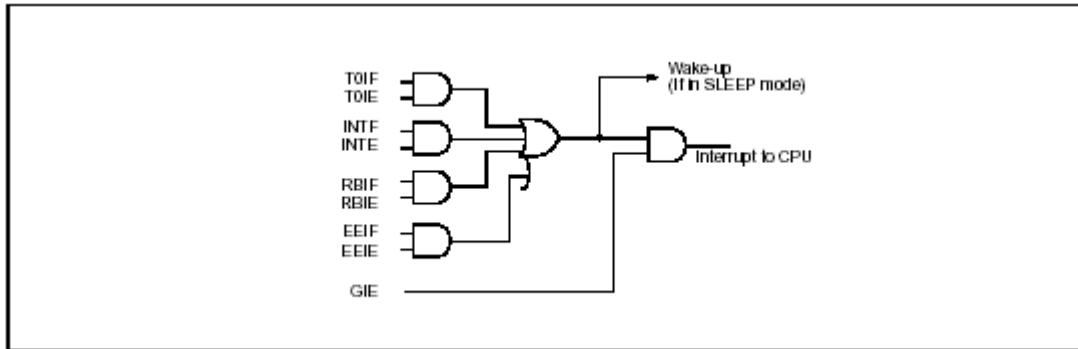 T0IF
T0IE
INTF
INTE
RBIF
RBIE
EEIF
EEIE
GIE
Wake-up
(If in SLEEP mode)
Interrupt to CPU